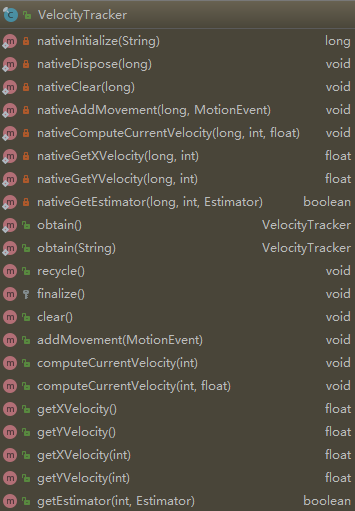 VelocityTracker
nativeInitialize(String) long
nativeDispose(long) void
nativeClear(long) void
nativeAddMovement(long, MotionEvent) void
nativeComputeCurrentVelocity(long, int, float) void
nativeGetXVelocity(long, int) float
nativeGetYVelocity(long, int) float
nativeGetEstimator(long, int, Estimator) boolean
obtain() VelocityTracker
obtain(String) VelocityTracker
recycle() void
finalize() void
clear() void
addMovement(MotionEvent) void
computeCurrentVelocity(int) void
computeCurrentVelocity(int, float) void
getXVelocity() float
getYVelocity() float
getXVelocity(int) float
getYVelocity(int) float
getEstimator(int, Estimator) boolean